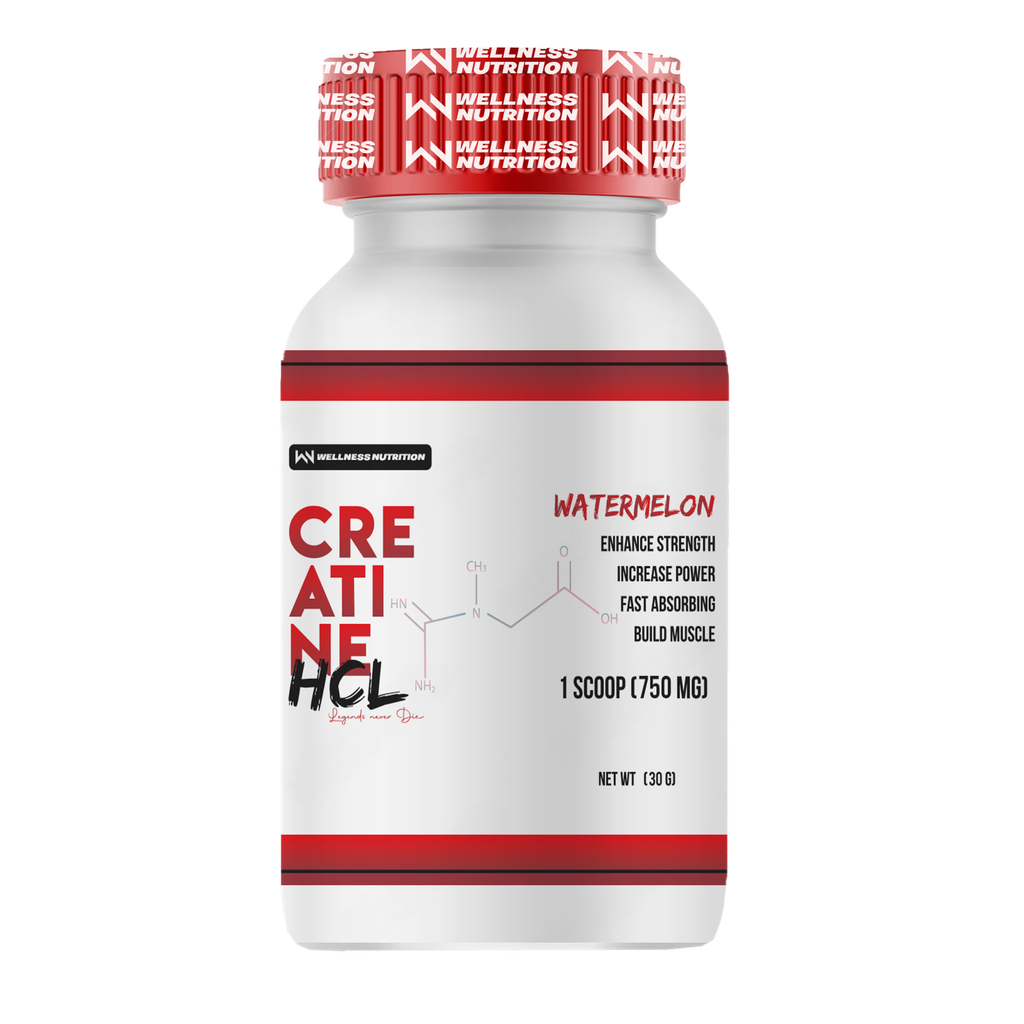 WELLNESS
NUTRITION
WELLNESS
NUTRITION
WELLNESS
NUTRITION
WELLNESS NUTRITION
CRE
ATI
NE
HCL
Legends never Die
WATERMELON
ENHANCE STRENGTH
INCREASE POWER
FAST ABSORBING
BUILD MUSCLE
1 SCOOP (750 MG)
NET WT (30 G)
CH₃
O
HN
N
OH
NH₂